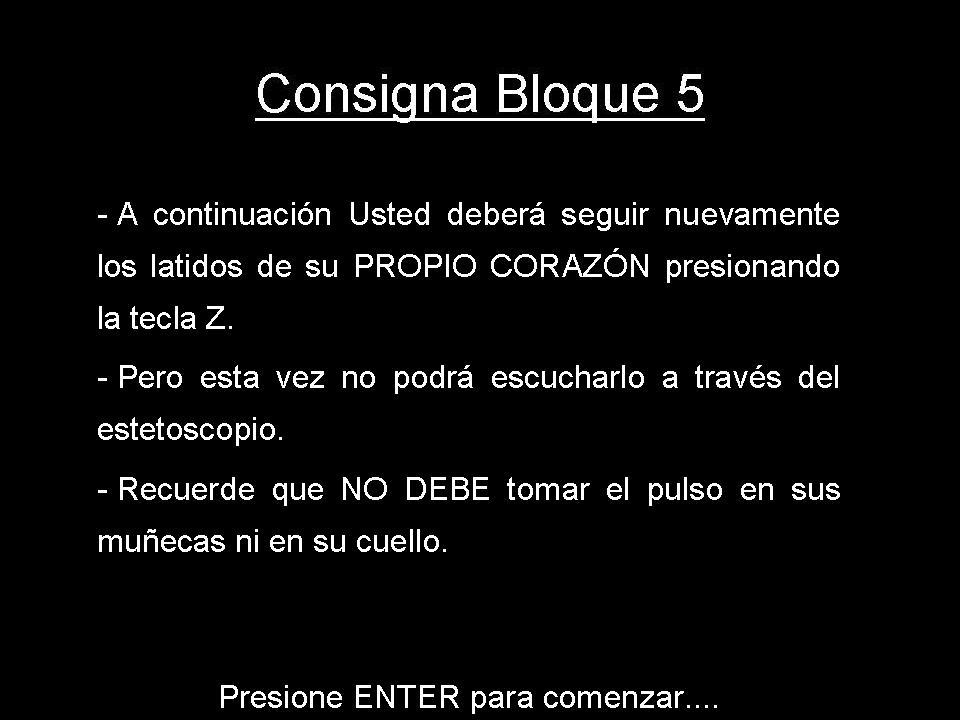 Consigna Bloque 5
- A continuación Usted deberá seguir nuevamente
los latidos de su PROPIO CORAZÓN presionando
la tecla Z.
- Pero esta vez no podrá escucharlo a través del
estetoscopio.
- Recuerde que NO DEBE tomar el pulso en sus
muñecas ni en su cuello.
Presione ENTER para comenzar....